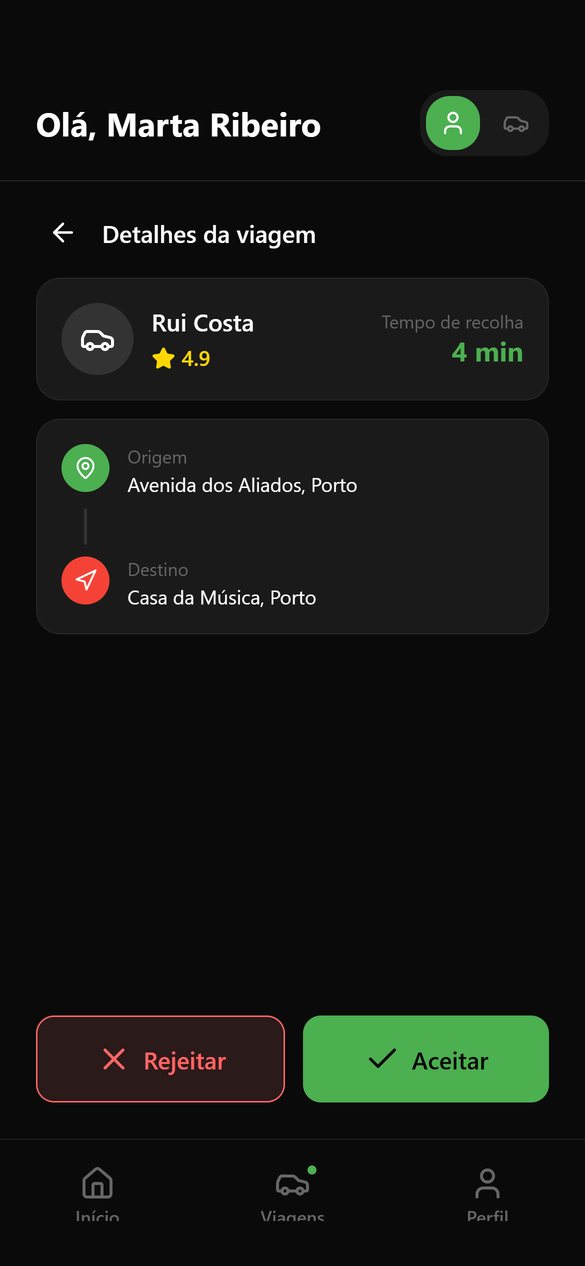 Olá, Marta Ribeiro
Detalhes da viagem
Rui Costa
Tempo de recolha
4.9
4 min
Origem
Avenida dos Aliados, Porto
Destino
Casa da Música, Porto
Rejeitar
Aceitar
Início
Viagens
Perfil